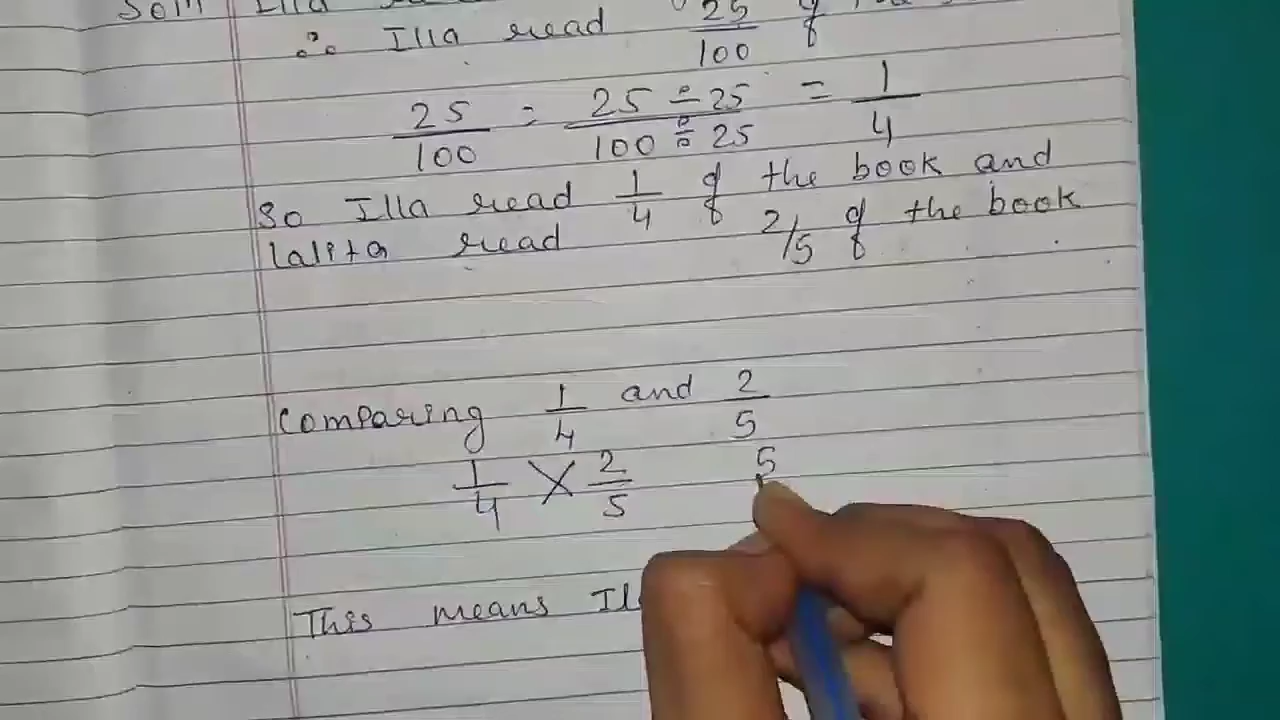 Soln Illa
∴ Illa read 25/100 of
25/100 = 25 ÷ 25/100 ÷ 25 = 1/4
So Illa read 1/4 of the book and
lalita read 2/5 of the book
Comparing 1/4 and 2/5
1/4 X 2/5 5
This means